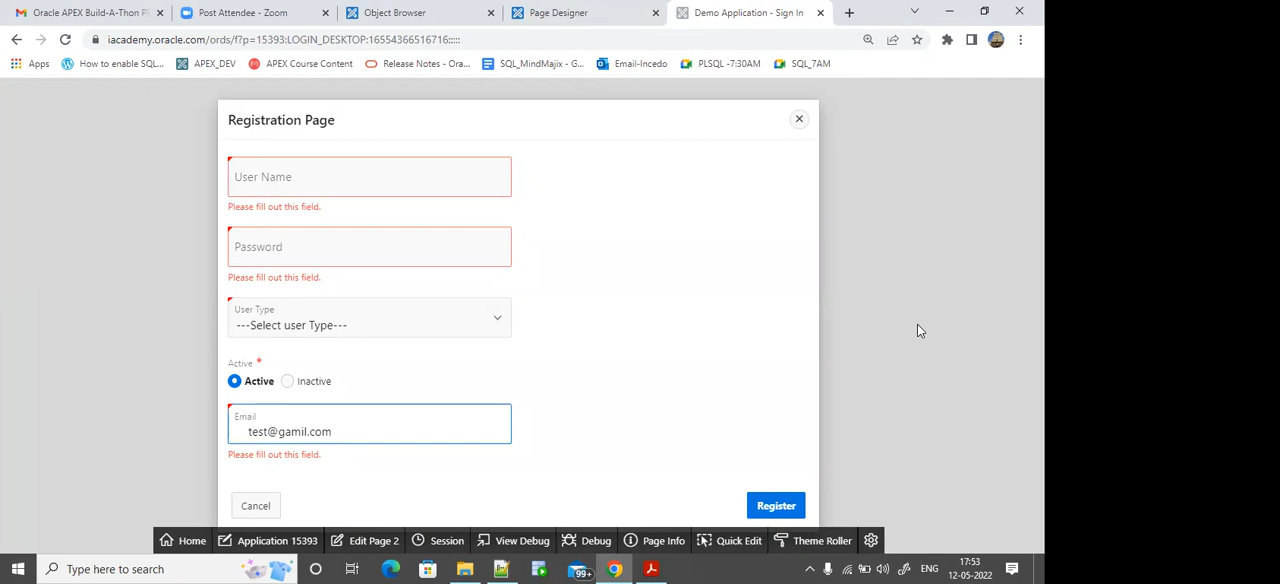 Oracle APEX Build-A-Thon P
Post Attendee - Zoom
Object Browser
Page Designer
Demo Application - Sign In
iacademy.oracle.com/ords/f?p=15393:LOGIN_DESKTOP:16554366516716:::::
Apps
How to enable SQL...
APEX_DEV
APEX Course Content
Release Notes - Ora...
SQL_MindMajix - G...
Email-Incedo
PLSQL -7:30AM
SQL_7AM
Registration Page
User Name
Please fill out this field.
Password
Please fill out this field.
User Type
---Select user Type---
Active *
Active Inactive
Email
test@gamil.com
Please fill out this field.
Cancel
Register
Home
Application 15393
Edit Page 2
Session
View Debug
Debug
Page Info
Quick Edit
Theme Roller
Type here to search
99+
ENG
17:53
12-05-2022